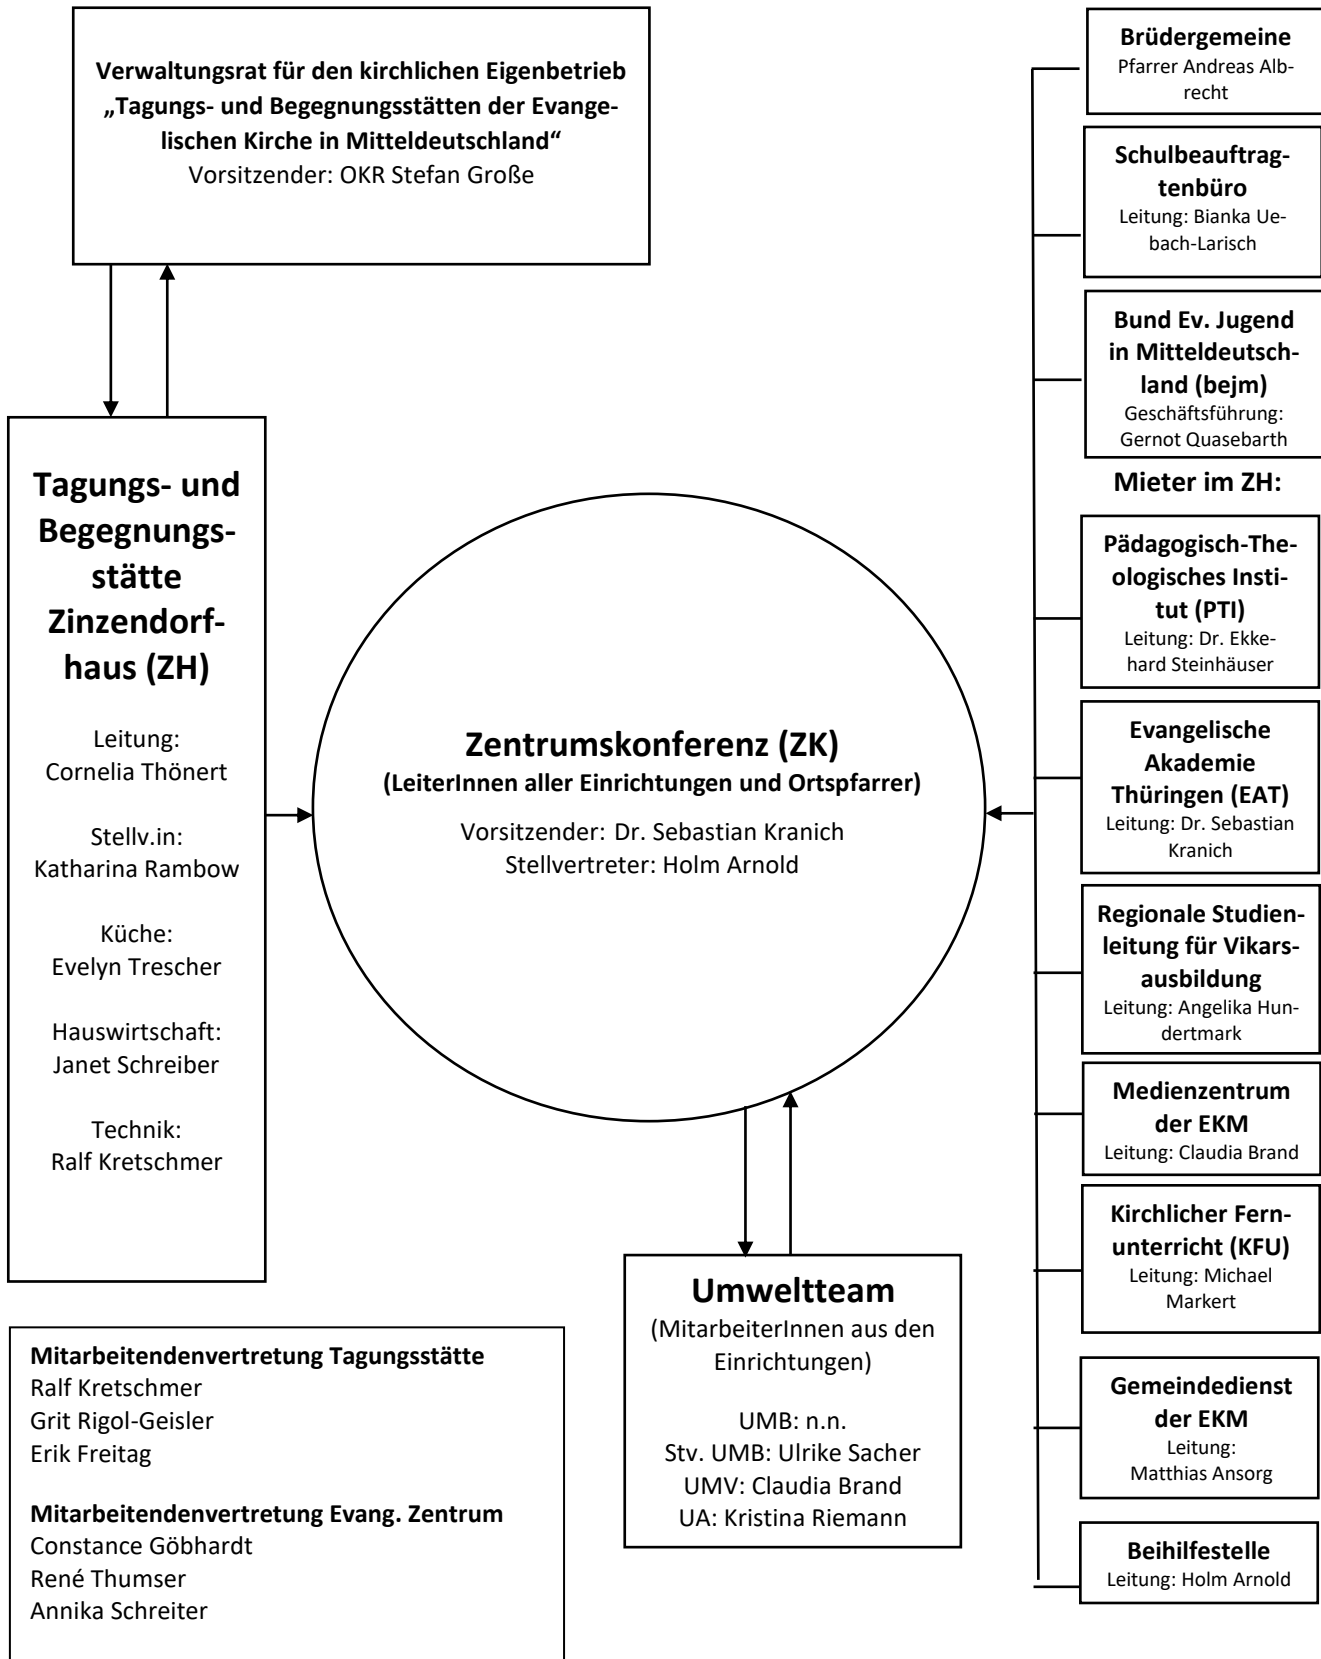 Verwaltungsrat für den kirchlichen Eigenbetrieb
„Tagungs- und Begegnungsstätten der Evange-
lischen Kirche in Mitteldeutschland“
Vorsitzender: OKR Stefan Große
Tagungs- und
Begegnungs-
stätte
Zinzendorf-
haus (ZH)
Leitung:
Cornelia Thönert
Stellv.in:
Katharina Rambow
Küche:
Evelyn Trescher
Hauswirtschaft:
Janet Schreiber
Technik:
Ralf Kretschmer
Zentrumskonferenz (ZK)
(LeiterInnen aller Einrichtungen und Ortspfarrer)
Vorsitzender: Dr. Sebastian Kranich
Stellvertreter: Holm Arnold
Umweltteam
(MitarbeiterInnen aus den
Einrichtungen)
UMB: n.n.
Stv. UMB: Ulrike Sacher
UMV: Claudia Brand
UA: Kristina Riemann
Mitarbeitendenvertretung Tagungsstätte
Ralf Kretschmer
Grit Rigol-Geisler
Erik Freitag
Mitarbeitendenvertretung Evang. Zentrum
Constance Göbhardt
René Thumser
Annika Schreiter
Brüdergemeine
Pfarrer Andreas Alb-
recht
Schulbeauftrag-
tenbüro
Leitung: Bianka Ue-
bach-Larisch
Bund Ev. Jugend
in Mitteldeutsch-
land (bejm)
Geschäftsführung:
Gernot Quasebarth
Mieter im ZH:
Pädagogisch-The-
ologisches Insti-
tut (PTI)
Leitung: Dr. Ekke-
hard Steinhäuser
Evangelische
Akademie
Thüringen (EAT)
Leitung: Dr. Sebastian
Kranich
Regionale Studien-
leitung für Vikars-
ausbildung
Leitung: Angelika Hun-
dertmark
Medienzentrum
der EKM
Leitung: Claudia Brand
Kirchlicher Fern-
unterricht (KFU)
Leitung: Michael
Markert
Gemeindedienst
der EKM
Leitung:
Matthias Ansorg
Beihilfestelle
Leitung: Holm Arnold